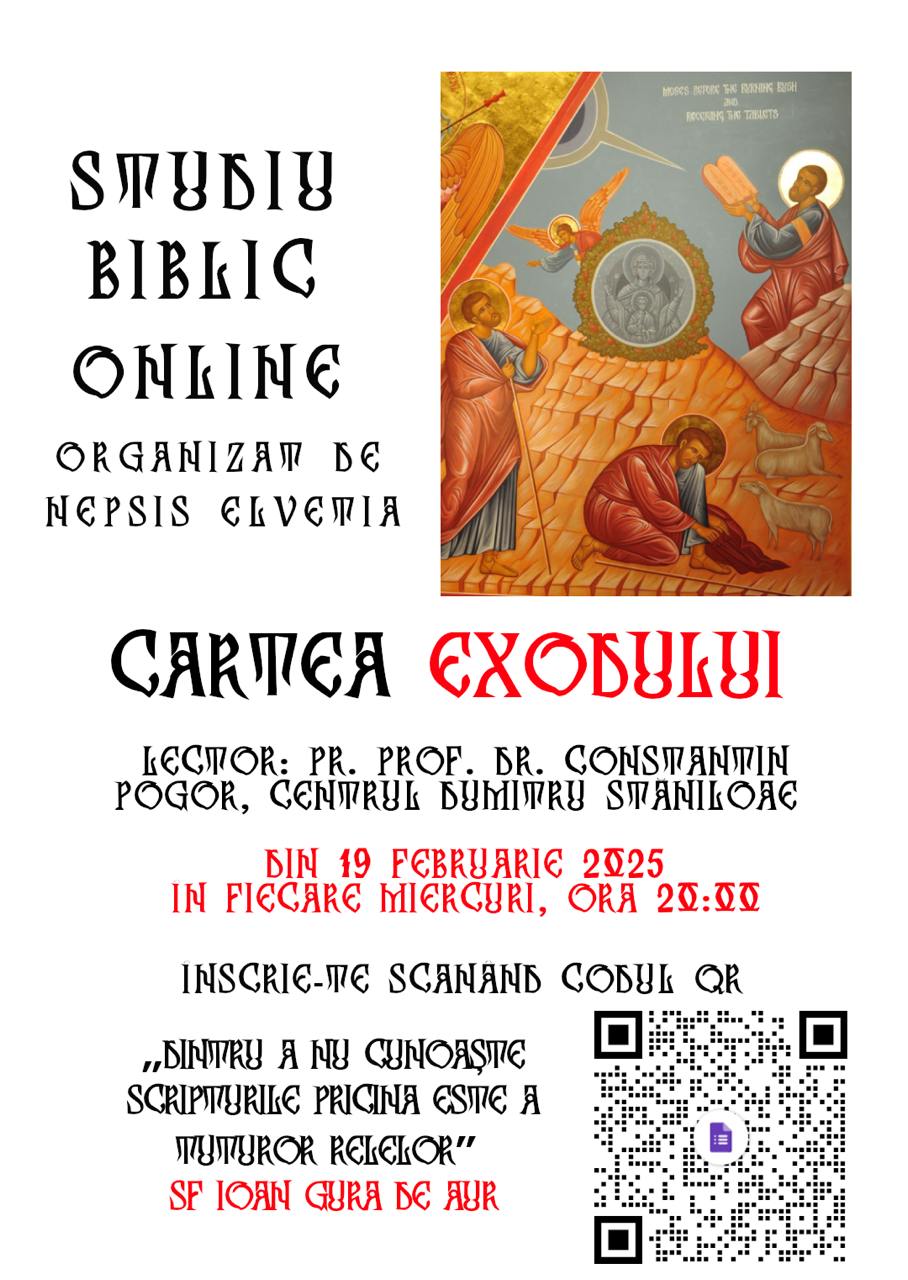 MOSES BEFORE THE BURNING BUSH
AND
RECEIVING THE TABLETS
STUDIU
BIBLIC
ONLINE
ORGANIZAT DE
NEPSIS ELVETIA
CARTEA EXODULUI
LECTOR: PR. PROF. DR. CONSTANTIN
POGOR, CENTRUL DUMITRU STĂNILOAE
DIN 19 FEBRUARIE 2025
IN FIECARE MIERCURI, ORA 20:00
ÎNSCRIE-TE SCANÂND CODUL QR
„DINTRU A NU CUNOAȘTE
SCRIPTURILE PRICINA ESTE A
TUTUROR RELELOR”
SF IOAN GURA DE AUR